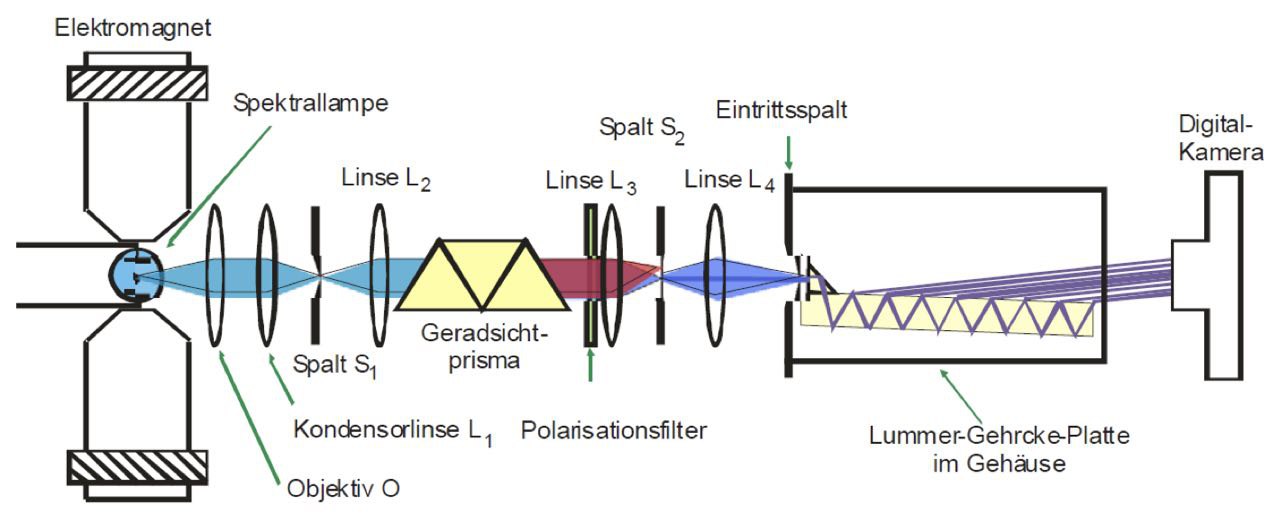 Elektromagnet
Spektrallampe
Linse L2
Linse L3
Spalt S2
Linse L4
Eintrittsspalt
Digital-
Kamera
Geradsicht-
prisma
Spalt S1
Kondensorlinse L1
Objektiv O
Polarisationsfilter
Lummer-Gehrcke-Platte
im Gehäuse